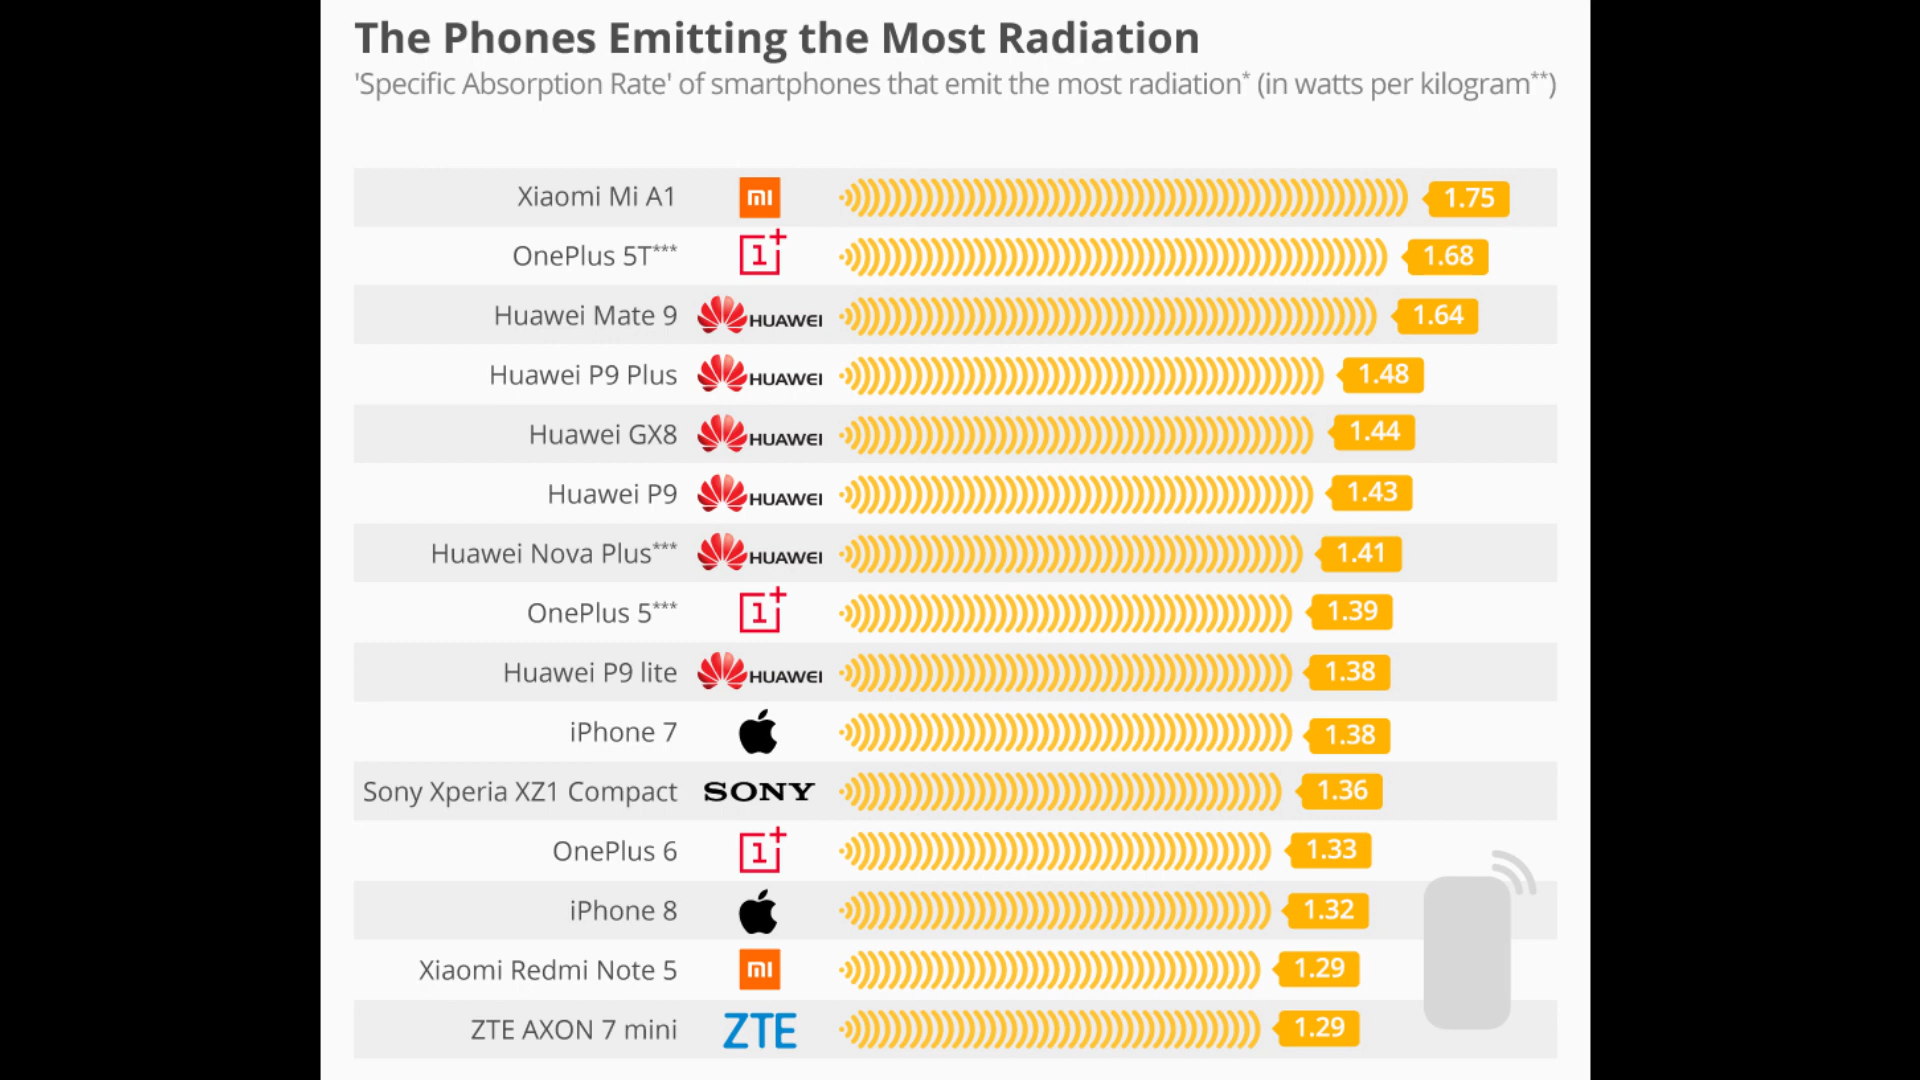 The Phones Emitting the Most Radiation
'Specific Absorption Rate' of smartphones that emit the most radiation* (in watts per kilogram**)
Xiaomi Mi A1 mi 1.75
OnePlus 5T*** 1+ 1.68
Huawei Mate 9 HUAWEI 1.64
Huawei P9 Plus HUAWEI 1.48
Huawei GX8 HUAWEI 1.44
Huawei P9 HUAWEI 1.43
Huawei Nova Plus*** HUAWEI 1.41
OnePlus 5*** 1+ 1.39
Huawei P9 lite HUAWEI 1.38
iPhone 7 1.38
Sony Xperia XZ1 Compact SONY 1.36
OnePlus 6 1+ 1.33
iPhone 8 1.32
Xiaomi Redmi Note 5 mi 1.29
ZTE AXON 7 mini ZTE 1.29